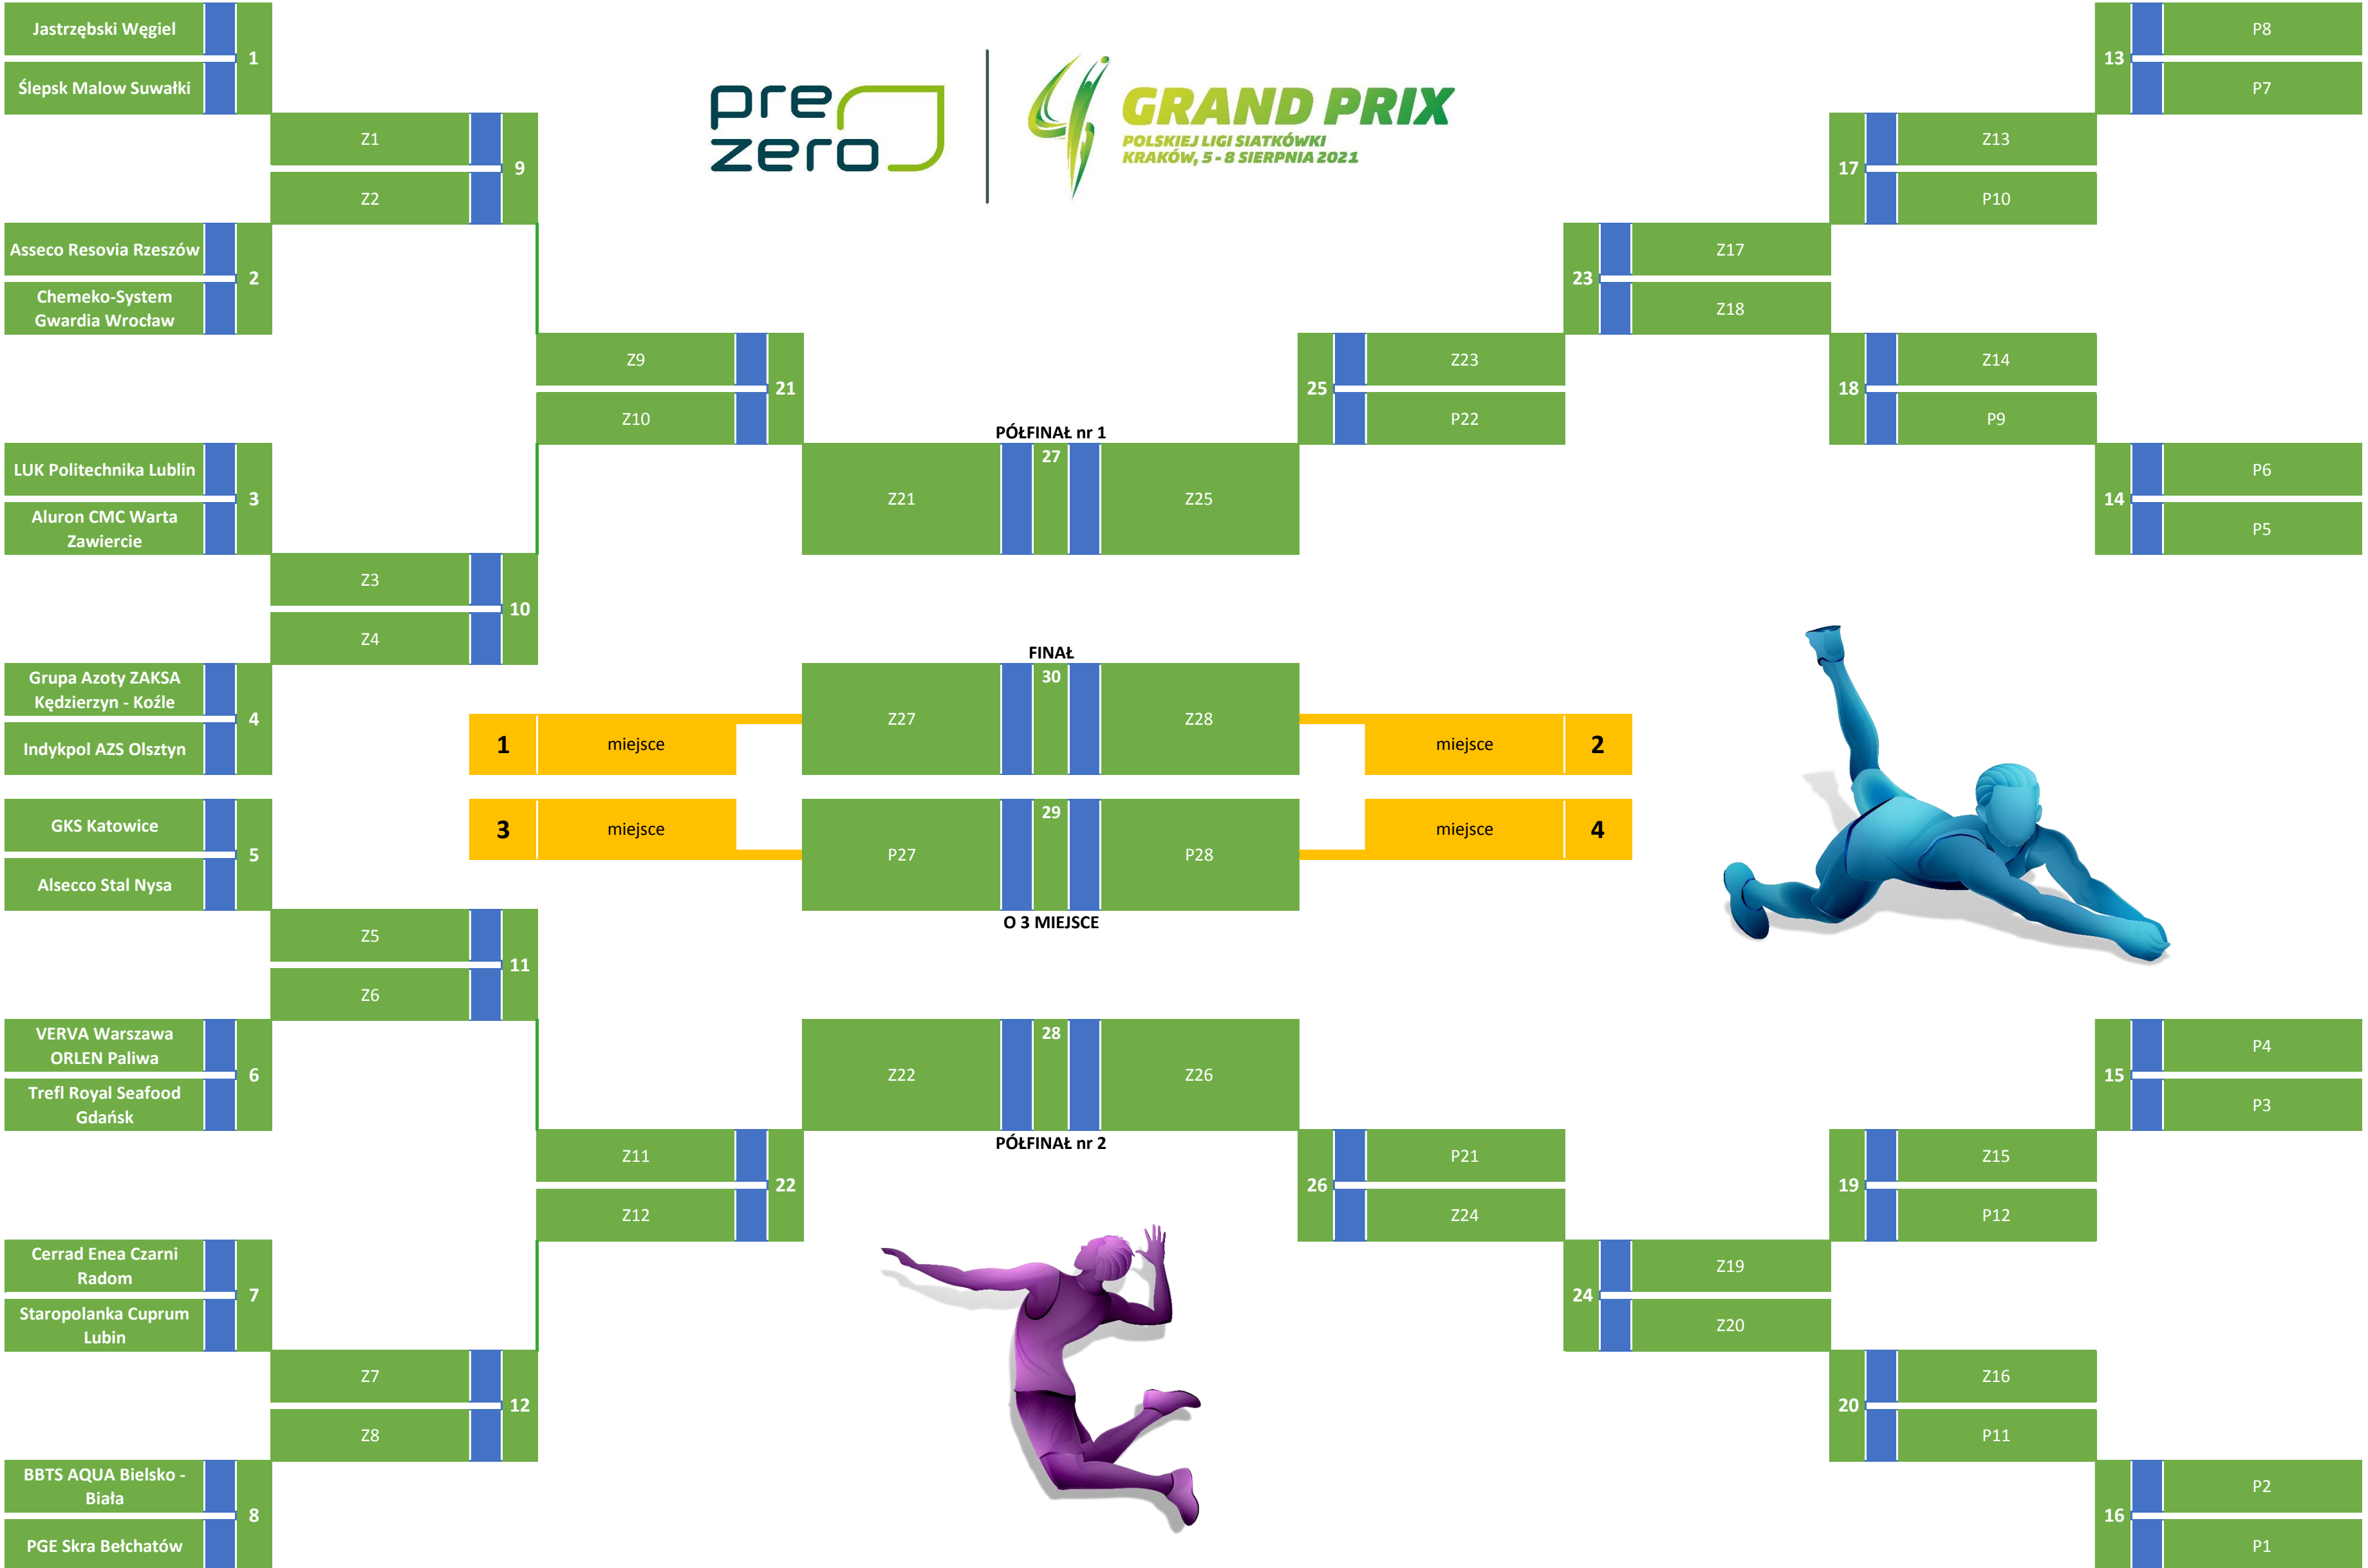 pre
zero
GRAND PRIX
POLSKIEJ LIGI SIATKÓWKI
KRAKÓW, 5 - 8 SIERPNIA 2021
Jastrzębski Węgiel
1
Ślepsk Malow Suwałki
Z1
9
Z2
Asseco Resovia Rzeszów
2
Chemeko-System
Gwardia Wrocław
Z9
21
Z10
LUK Politechnika Lublin
3
Aluron CMC Warta
Zawiercie
Z3
10
Z4
Grupa Azoty ZAKSA
Kędzierzyn - Koźle
4
Indykpol AZS Olsztyn
GKS Katowice
5
Alsecco Stal Nysa
Z5
11
Z6
VERVA Warszawa
ORLEN Paliwa
6
Trefl Royal Seafood
Gdańsk
Z11
22
Z12
Cerrad Enea Czarni
Radom
7
Staropolanka Cuprum
Lubin
Z7
12
Z8
BBTS AQUA Bielsko -
Biała
8
PGE Skra Bełchatów
PÓŁFINAŁ nr 1
27
Z21
Z25
FINAŁ
30
Z27
Z28
1
miejsce
miejsce
2
3
miejsce
miejsce
4
29
P27
P28
O 3 MIEJSCE
28
Z22
Z26
PÓŁFINAŁ nr 2
P8
13
P7
Z13
17
P10
Z17
23
Z18
Z23
25
P22
Z14
18
P9
P6
14
P5
P4
15
P3
P21
26
Z24
Z15
19
P12
Z19
24
Z20
Z16
20
P11
P2
16
P1